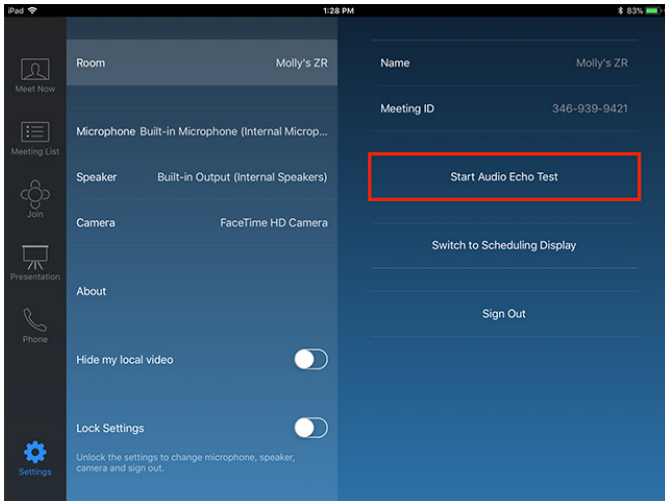 iPad 1:28 PM 83%
Meet Now
Meeting List
Join
Presentation
Phone
Settings
Room Molly's ZR
Microphone Built-in Microphone (Internal Microp...
Speaker Built-in Output (Internal Speakers)
Camera FaceTime HD Camera
About
Hide my local video
Lock Settings
Unlock the settings to change microphone, speaker,
camera and sign out.
Name Molly's ZR
Meeting ID 346-939-9421
Start Audio Echo Test
Switch to Scheduling Display
Sign Out